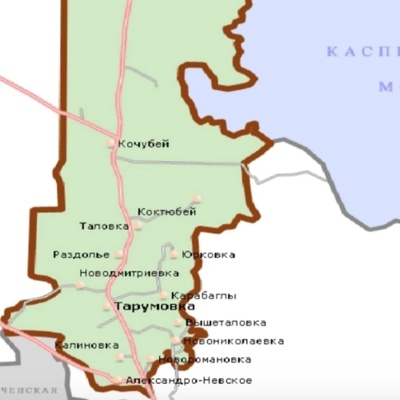 КАСП
М
Кочубей
Коктюбей
Таловка
Раздолье
Юрковка
Новодмитриевка
Карабаглы
Тарумовка
Вышеталовка
Новониколаевка
Калиновка
Новоромановка
Александро-Невское
ЧЕНСКАЯ